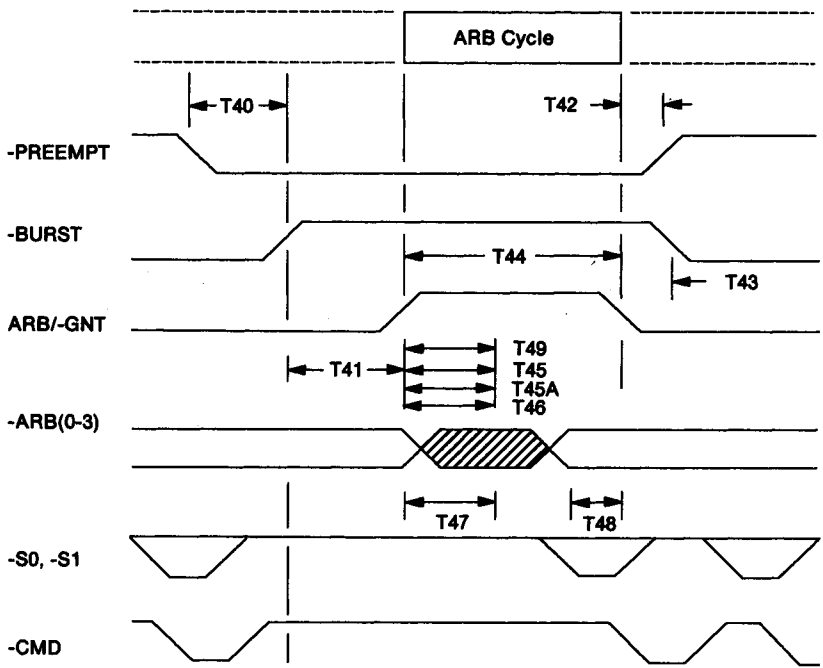 ARB Cycle
T40
T42
-PREEMPT
-BURST
T44
T43
ARB/-GNT
T49
T41
T45
T45A
T46
-ARB(0-3)
T47
T48
-S0, -S1
-CMD